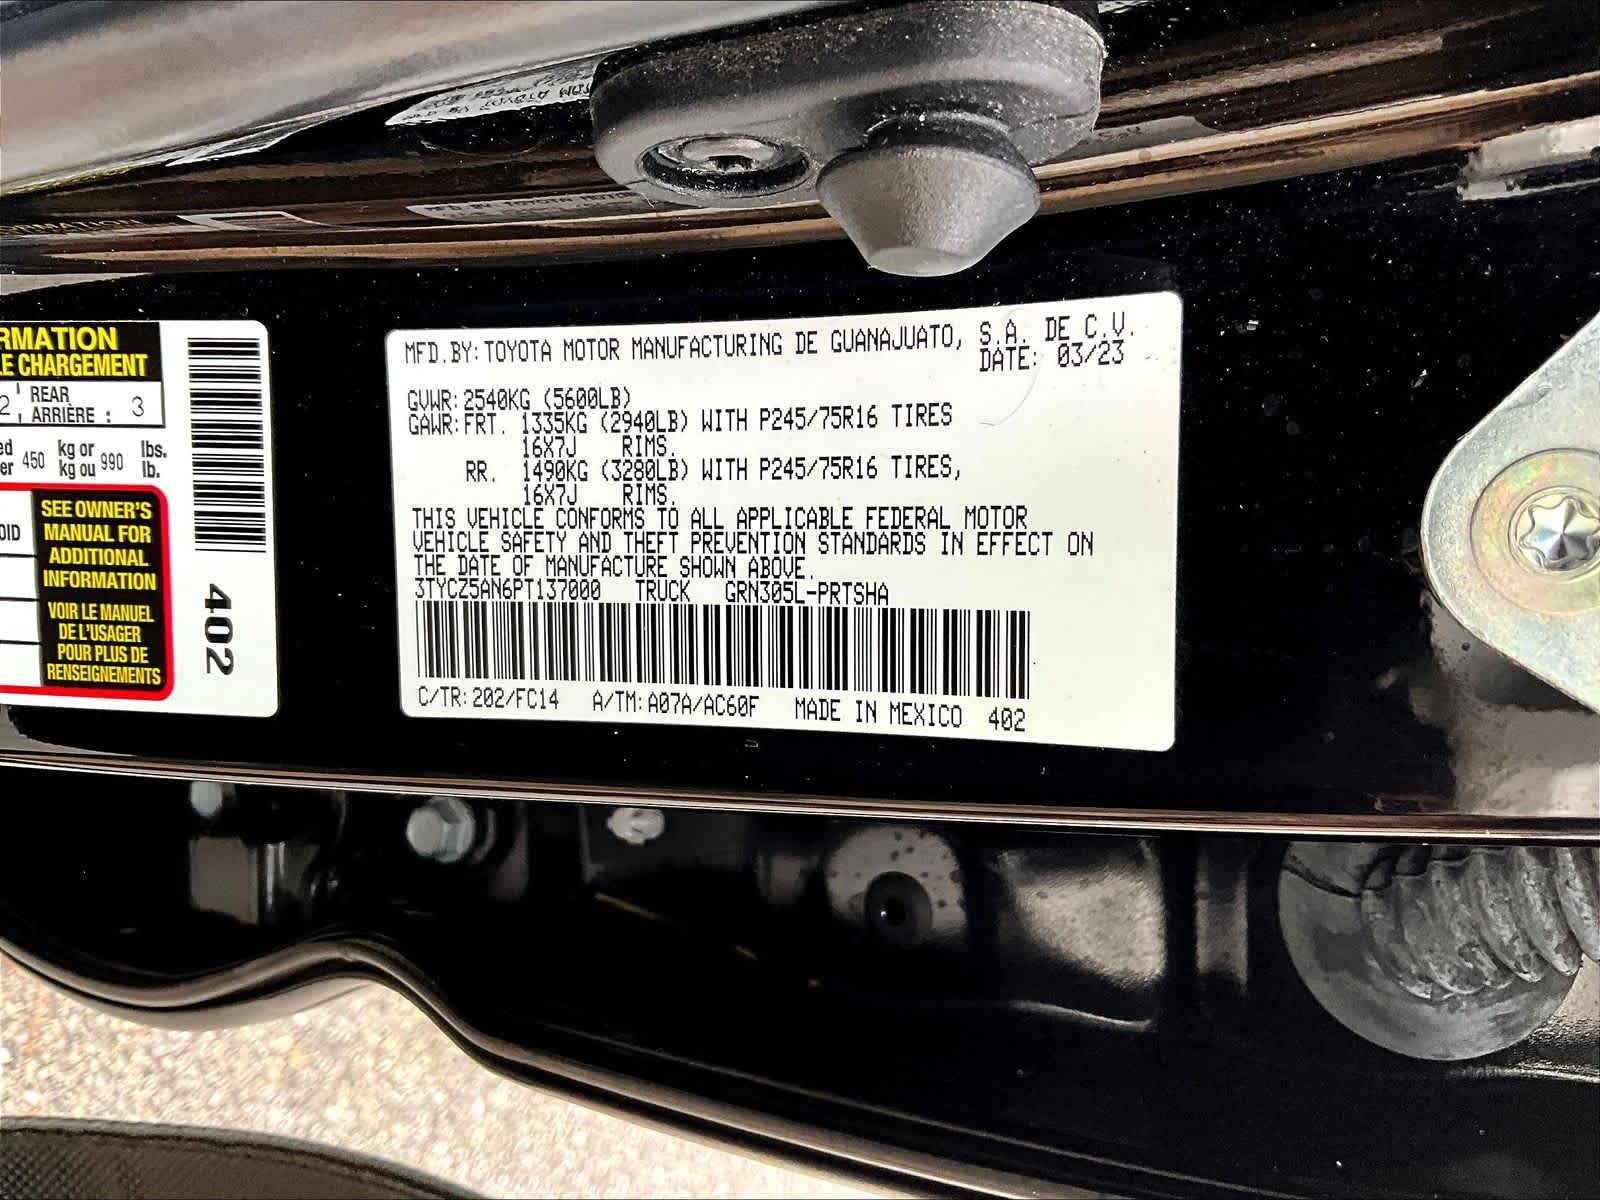 RMATION
LE CHARGEMENT
2 REAR
ARRIÈRE : 3
kg or lbs.
450 kg ou 990 lb.
SEE OWNER'S
MANUAL FOR
ADDITIONAL
INFORMATION
VOIR LE MANUEL
DE L'USAGER
POUR PLUS DE
RENSEIGNEMENTS
402
MFD.BY:TOYOTA MOTOR MANUFACTURING DE GUANAJUATO, S.A. DE C.V.
DATE: 03/23
GVWR:2540KG (5600LB)
GAWR:FRT. 1335KG (2940LB) WITH P245/75R16 TIRES
16X7J RIMS.
RR. 1490KG (3280LB) WITH P245/75R16 TIRES,
16X7J RIMS.
THIS VEHICLE CONFORMS TO ALL APPLICABLE FEDERAL MOTOR
VEHICLE SAFETY AND THEFT PREVENTION STANDARDS IN EFFECT ON
THE DATE OF MANUFACTURE SHOWN ABOVE.
3TYCZ5AN6PT137000 TRUCK GRN305L-PRTSHA
C/TR:202/FC14 A/TM:A07A/AC60F MADE IN MEXICO 402